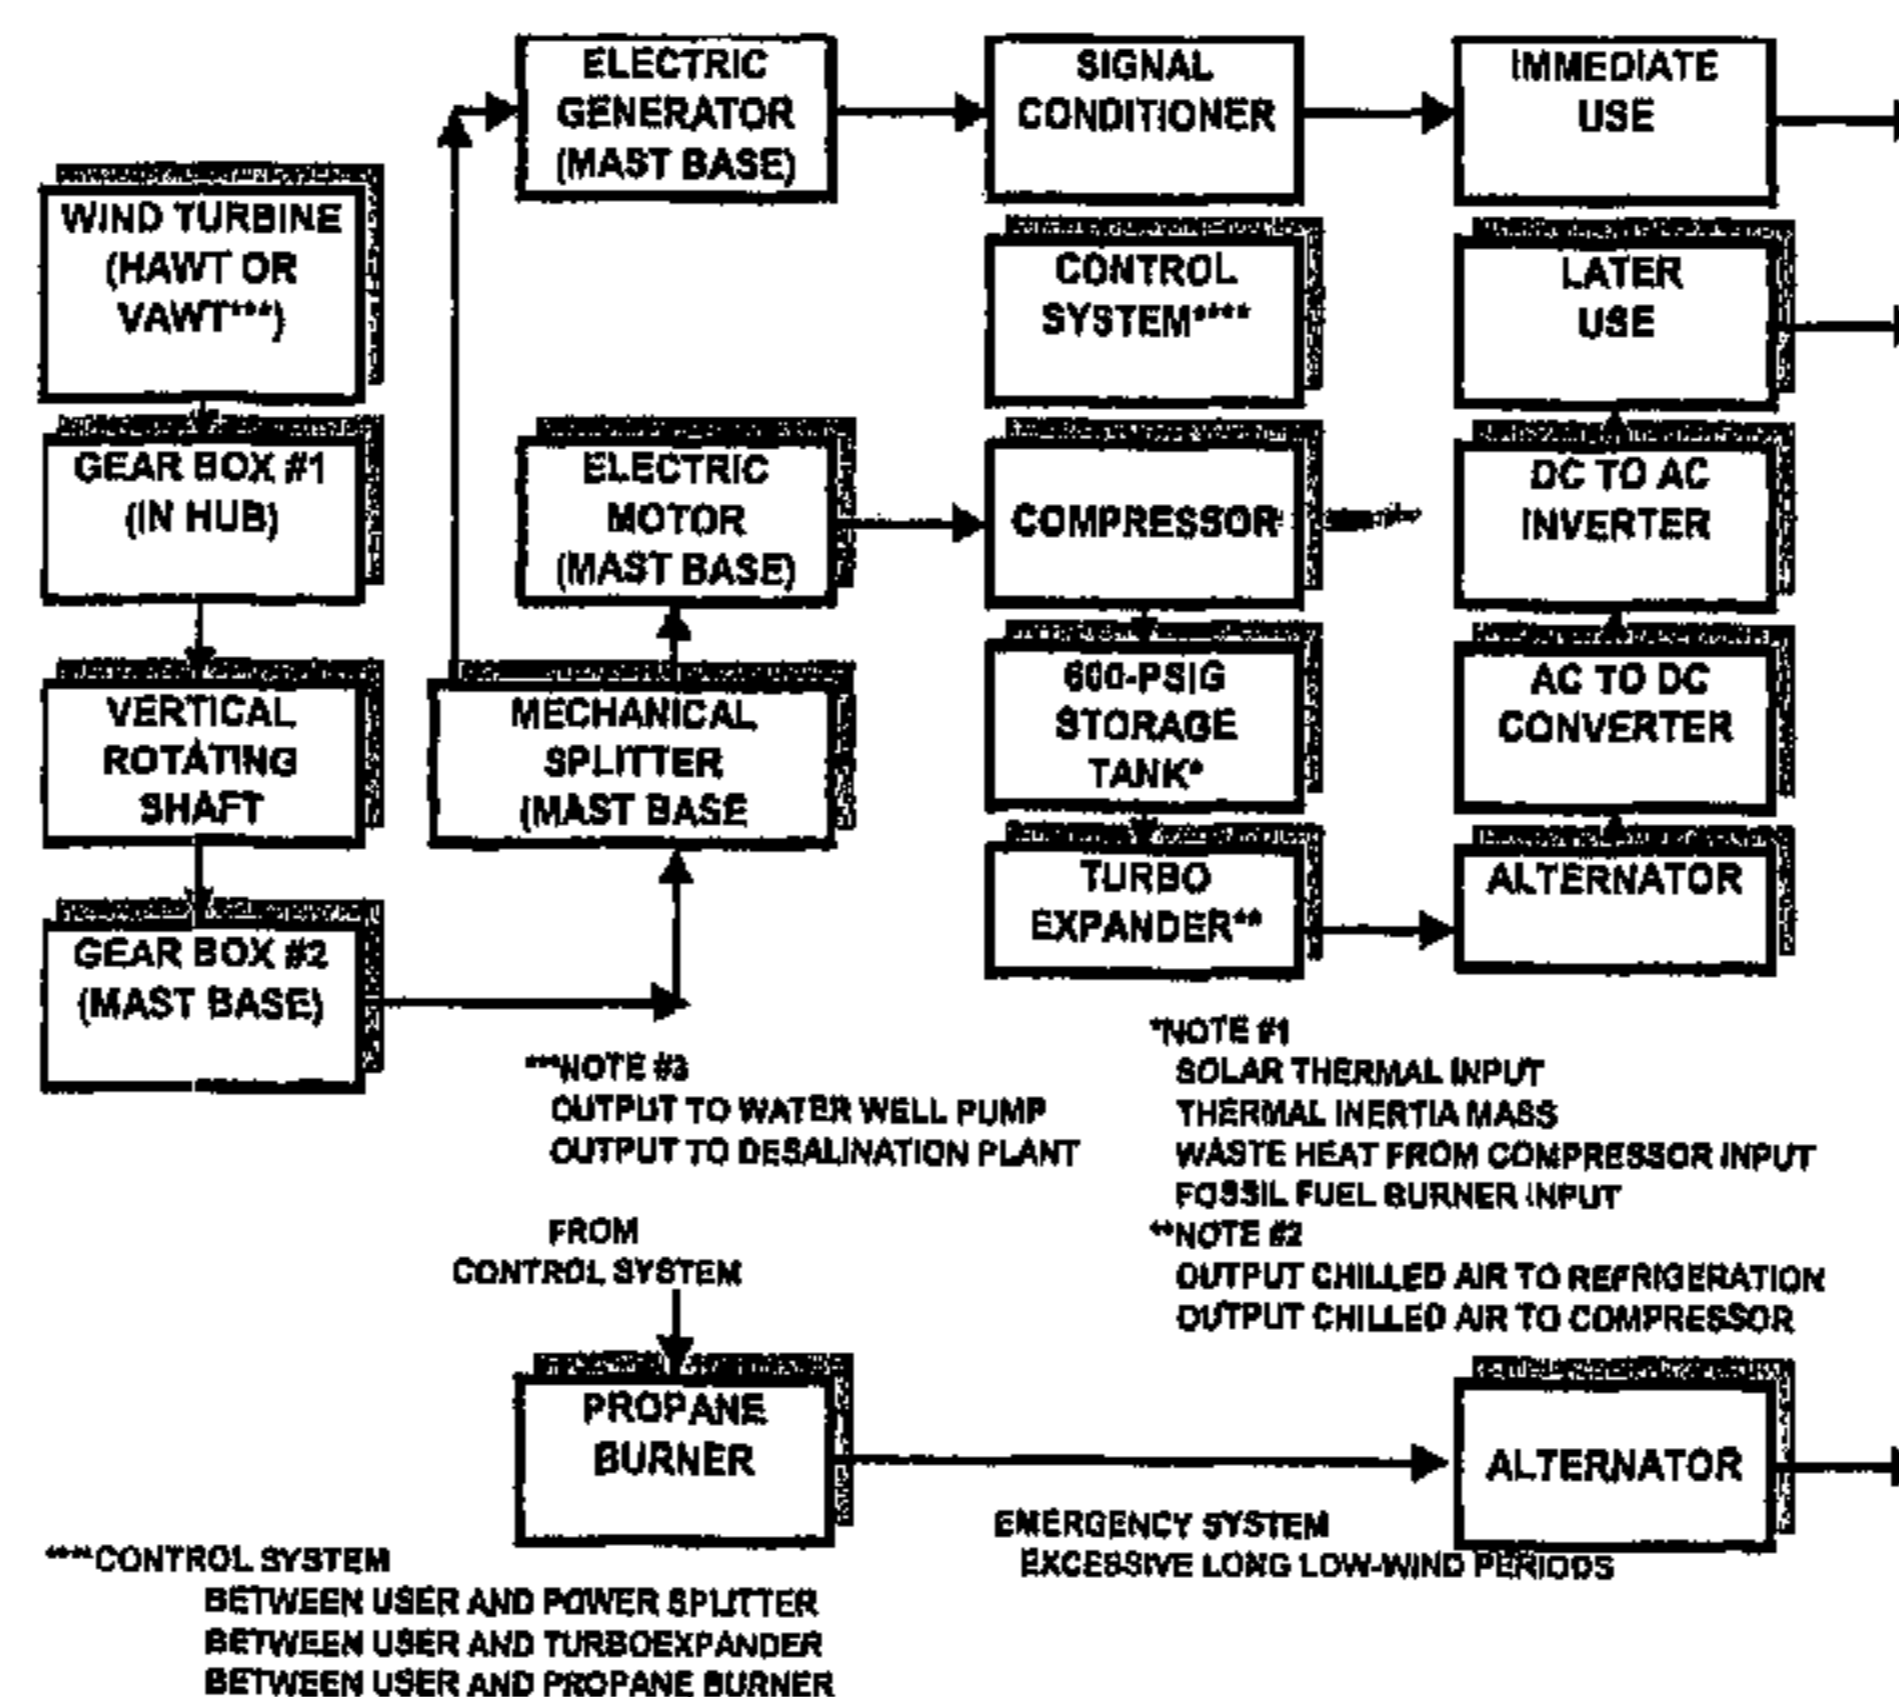 ELECTRIC
GENERATOR
(MAST BASE)
SIGNAL
CONDITIONER
IMMEDIATE
USE
WIND TURBINE
(HAWT OR
VAWT***)
CONTROL
SYSTEM****
LATER
USE
GEAR BOX #1
(IN HUB)
ELECTRIC
MOTOR
(MAST BASE)
COMPRESSOR
DC TO AC
INVERTER
VERTICAL
ROTATING
SHAFT
MECHANICAL
SPLITTER
(MAST BASE
600-PSIG
STORAGE
TANK*
AC TO DC
CONVERTER
GEAR BOX #2
(MAST BASE)
TURBO
EXPANDER**
ALTERNATOR
***NOTE #3
OUTPUT TO WATER WELL PUMP
OUTPUT TO DESALINATION PLANT
*NOTE #1
SOLAR THERMAL INPUT
THERMAL INERTIA MASS
WASTE HEAT FROM COMPRESSOR INPUT
FOSSIL FUEL BURNER INPUT
**NOTE #2
OUTPUT CHILLED AIR TO REFRIGERATION
OUTPUT CHILLED AIR TO COMPRESSOR
FROM
CONTROL SYSTEM
PROPANE
BURNER
ALTERNATOR
EMERGENCY SYSTEM
EXCESSIVE LONG LOW-WIND PERIODS
****CONTROL SYSTEM
BETWEEN USER AND POWER SPLITTER
BETWEEN USER AND TURBOEXPANDER
BETWEEN USER AND PROPANE BURNER